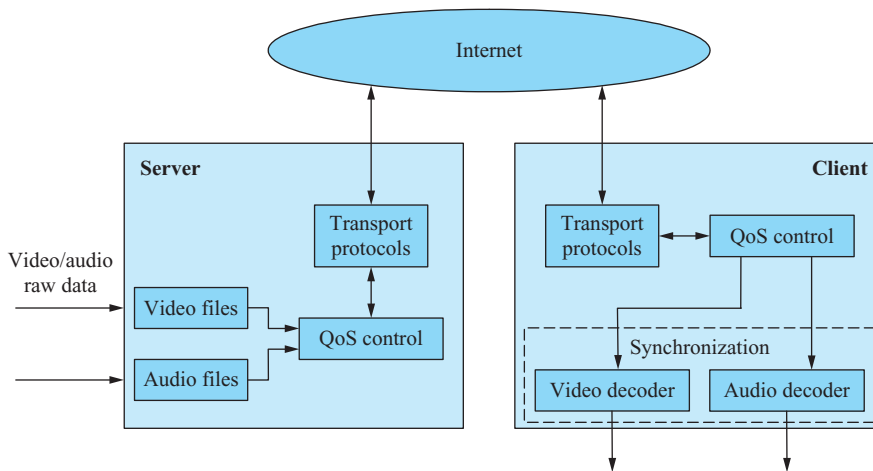 Internet
Server
Client
Transport
protocols
Transport
protocols
QoS control
Video/audio
raw data
Video files
QoS control
Audio files
Synchronization
Video decoder
Audio decoder